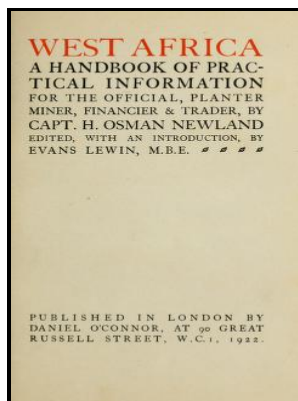 WEST AFRICA
A HANDBOOK OF PRAC-
TICAL INFORMATION
FOR THE OFFICIAL, PLANTER
MINER, FINANCIER & TRADER, BY
CAPT. H. OSMAN NEWLAND
EDITED, WITH AN INTRODUCTION, BY
EVANS LEWIN, M.B.E.
PUBLISHED IN LONDON BY
DANIEL O'CONNOR, AT 90 GREAT
RUSSELL STREET, W.C.1, 1922.